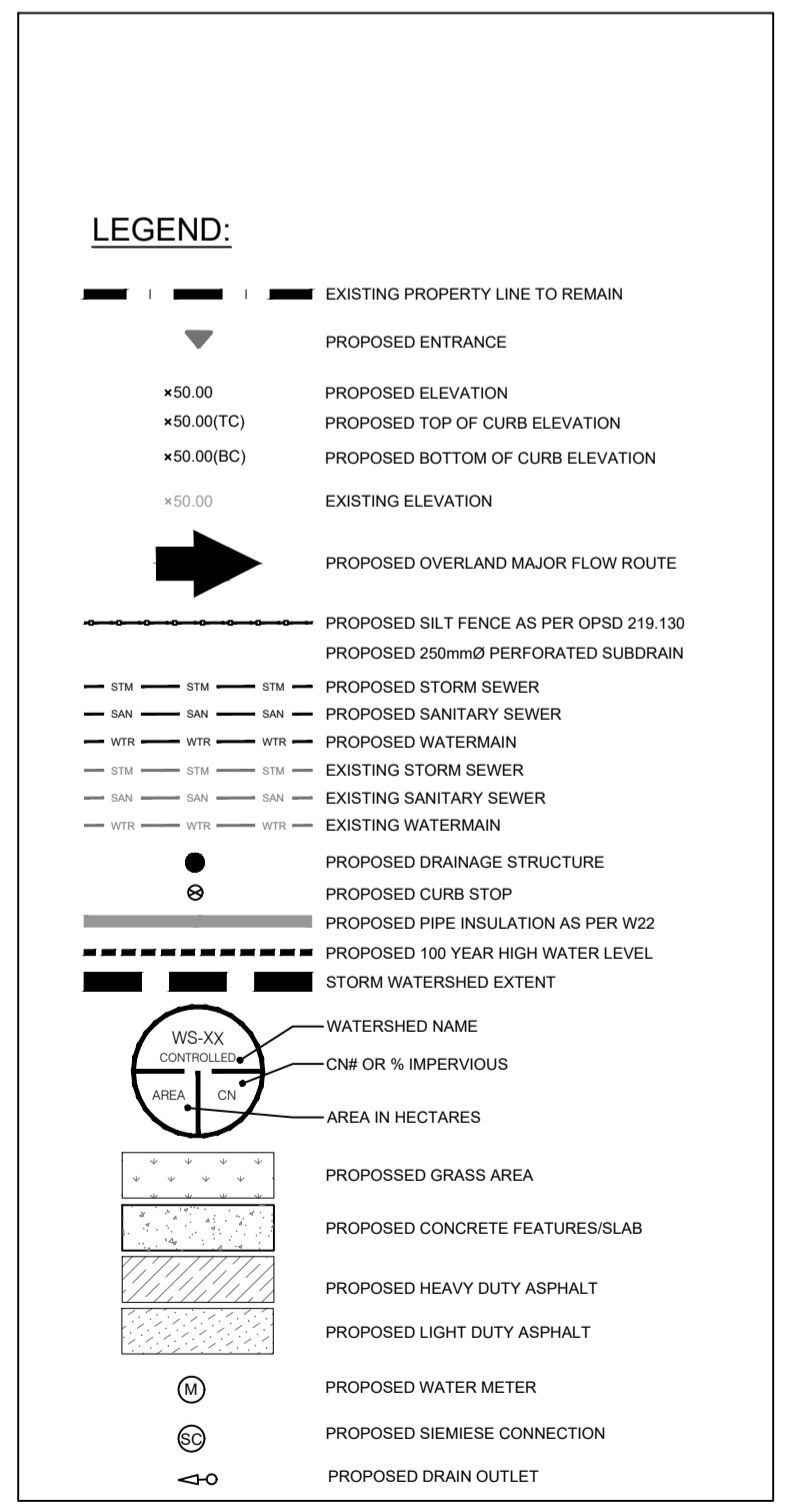 LEGEND:
EXISTING PROPERTY LINE TO REMAIN
PROPOSED ENTRANCE
×50.00 PROPOSED ELEVATION
×50.00(TC) PROPOSED TOP OF CURB ELEVATION
×50.00(BC) PROPOSED BOTTOM OF CURB ELEVATION
×50.00 EXISTING ELEVATION
PROPOSED OVERLAND MAJOR FLOW ROUTE
PROPOSED SILT FENCE AS PER OPSD 219.130
PROPOSED 250mmØ PERFORATED SUBDRAIN
STM STM STM PROPOSED STORM SEWER
SAN SAN SAN PROPOSED SANITARY SEWER
WTR WTR WTR PROPOSED WATERMAIN
STM STM STM EXISTING STORM SEWER
SAN SAN SAN EXISTING SANITARY SEWER
WTR WTR WTR EXISTING WATERMAIN
PROPOSED DRAINAGE STRUCTURE
PROPOSED CURB STOP
PROPOSED PIPE INSULATION AS PER W22
PROPOSED 100 YEAR HIGH WATER LEVEL
STORM WATERSHED EXTENT
WS-XX
CONTROLLED
AREA CN
WATERSHED NAME
CN# OR % IMPERVIOUS
AREA IN HECTARES
PROPOSSED GRASS AREA
PROPOSED CONCRETE FEATURES/SLAB
PROPOSED HEAVY DUTY ASPHALT
PROPOSED LIGHT DUTY ASPHALT
M PROPOSED WATER METER
SC PROPOSED SIEMIESE CONNECTION
PROPOSED DRAIN OUTLET